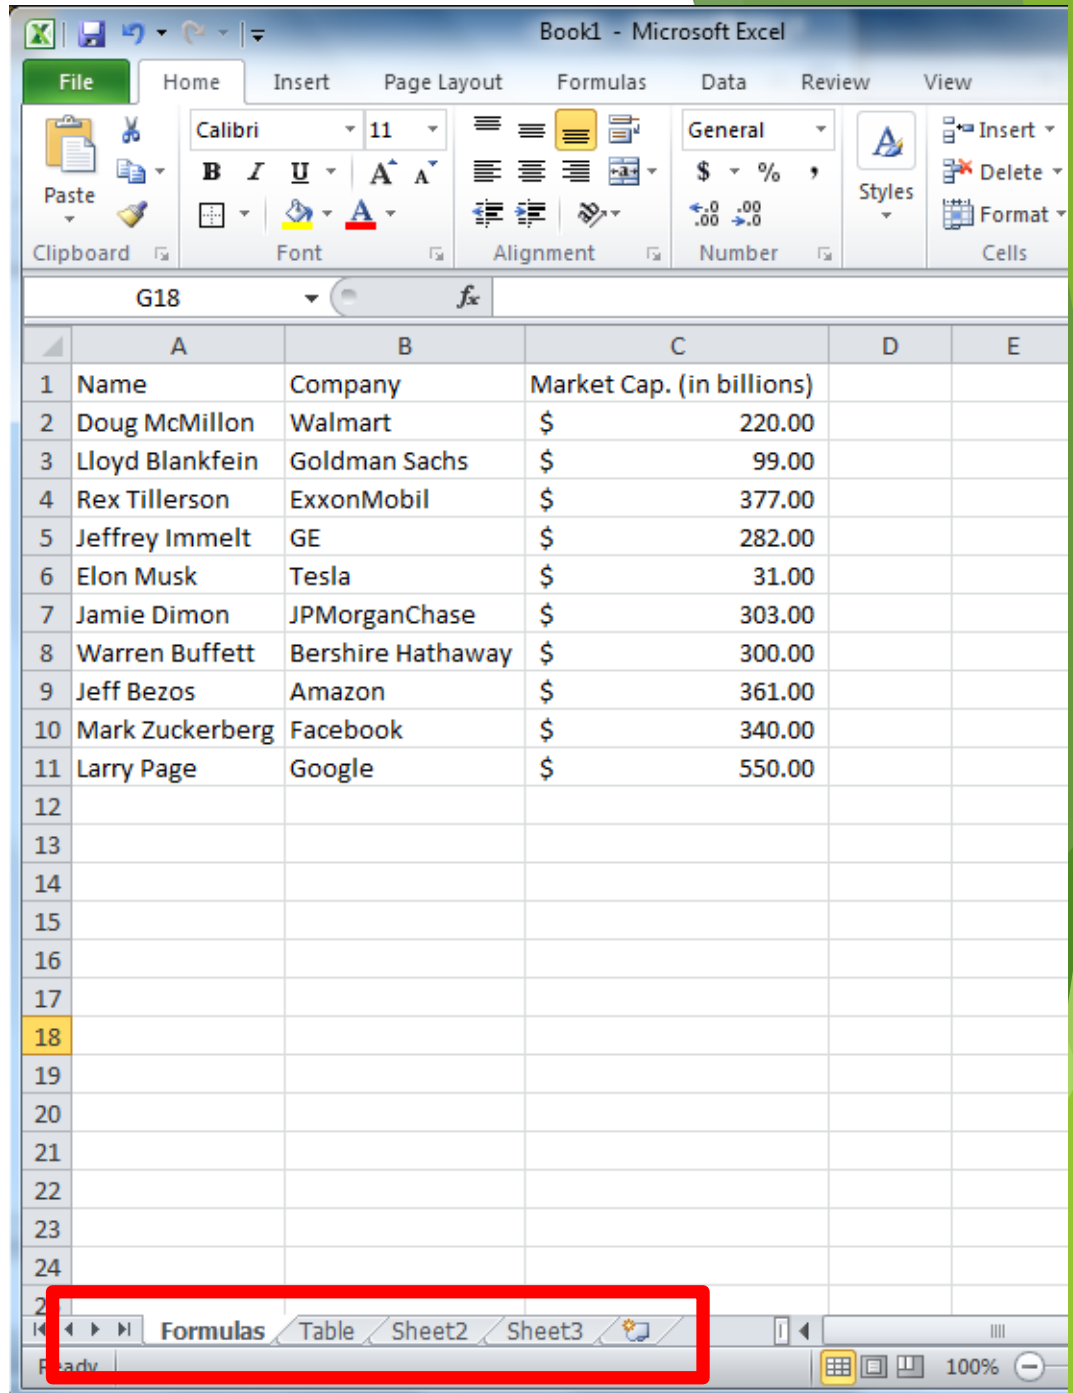 Book1 - Microsoft Excel
File Home Insert Page Layout Formulas Data Review View
Calibri 11 General Insert
B I U A A $ % , Delete
Paste Styles
A .0 .00 .00 .0 Format
Clipboard Font Alignment Number Cells
G18 fx
A B C D E
1 Name Company Market Cap. (in billions)
2 Doug McMillon Walmart $ 220.00
3 Lloyd Blankfein Goldman Sachs $ 99.00
4 Rex Tillerson ExxonMobil $ 377.00
5 Jeffrey Immelt GE $ 282.00
6 Elon Musk Tesla $ 31.00
7 Jamie Dimon JPMorganChase $ 303.00
8 Warren Buffett Bershire Hathaway $ 300.00
9 Jeff Bezos Amazon $ 361.00
10 Mark Zuckerberg Facebook $ 340.00
11 Larry Page Google $ 550.00
12
13
14
15
16
17
18
19
20
21
22
23
24
Formulas Table Sheet2 Sheet3
Ready 100%